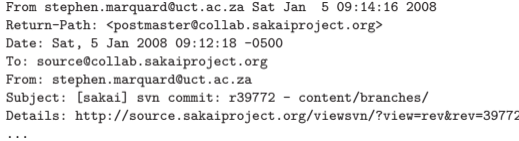 From stephen.marquard@uct.ac.za Sat Jan  5 09:14:16 2008
Return-Path: <postmaster@collab.sakaiproject.org>
Date: Sat, 5 Jan 2008 09:12:18 -0500
To: source@collab.sakaiproject.org
From: stephen.marquard@uct.ac.za
Subject: [sakai] svn commit: r39772 - content/branches/
Details: http://source.sakaiproject.org/viewsvn/?view=rev&rev=39772
...